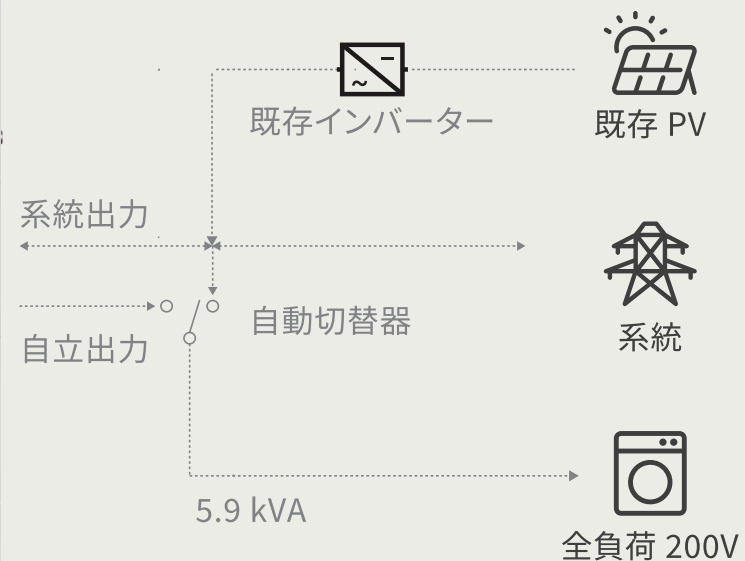 既存インバーター
既存 PV
系統出力
自動切替器
系統
自立出力
5.9 kVA
全負荷 200V